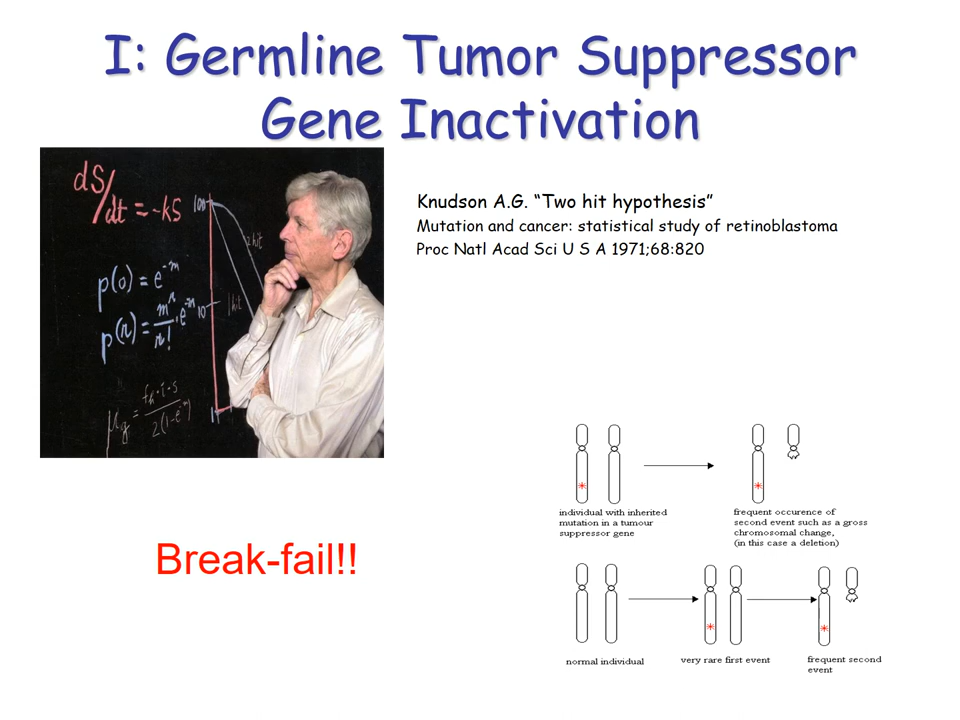 I: Germline Tumor Suppressor
Gene Inactivation
dS/dt = -kS
100
2 hit
p(0) = e^-m
p(r) = m^r/r! · e^-m
10
1 hit
1
Knudson A.G. “Two hit hypothesis”
Mutation and cancer: statistical study of retinoblastoma
Proc Natl Acad Sci U S A 1971;68:820
Break-fail!!
*
*
individual with inherited
mutation in a tumour
suppressor gene
frequent occurence of
second event such as a gross
chromosomal change,
(in this case a deletion)
*
*
normal individual
very rare first event
frequent second
event